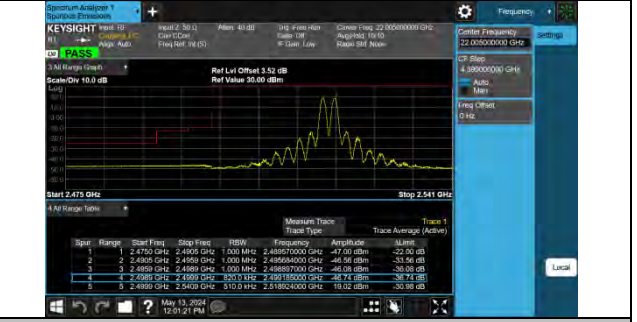 Spectrum Analyzer 1
Spurious Emissions
+
Frequency
KEYSIGHT
Input: RF
Align: Auto
Input Z: 50 Ω
Corr CCorr
Freq Ref: Int (S)
Atten: 40 dB
Trig: Free Run
Gate: Off
IF Gain: Low
Center Freq: 22.005000000 GHz
Avg|Hold: 10/10
Radio Std: None
PASS
Center Frequency
22.005000000 GHz
Settings
CF Step
Auto
Man
Freq Offset
0 Hz
3 All Range Graph
Scale/Div 10.0 dB
Ref Lvl Offset 3.52 dB
Ref Value 30.00 dBm
Log
Start 2.475 GHz
Stop 2.541 GHz
4 All Range Table
Measure Trace
Trace 1
Trace Type
Trace Average (Active)
Spur Range Start Freq Stop Freq RBW Frequency Amplitude ΔLimit
1 1 2.4750 GHz 2.4905 GHz 1.000 MHz 2.489570000 GHz -47.00 dBm -22.00 dB
2 2 2.4905 GHz 2.4959 GHz 1.000 MHz 2.495684000 GHz -46.56 dBm -33.56 dB
3 3 2.4959 GHz 2.4989 GHz 1.000 MHz 2.498897000 GHz -46.08 dBm -36.08 dB
4 4 2.4989 GHz 2.4999 GHz 820.0 kHz 2.499185000 GHz -46.74 dBm -36.74 dB
5 5 2.4999 GHz 2.5409 GHz 510.0 kHz 2.518924000 GHz 19.02 dBm -30.98 dB
Local
?
May 13, 2024
12:01:21 PM